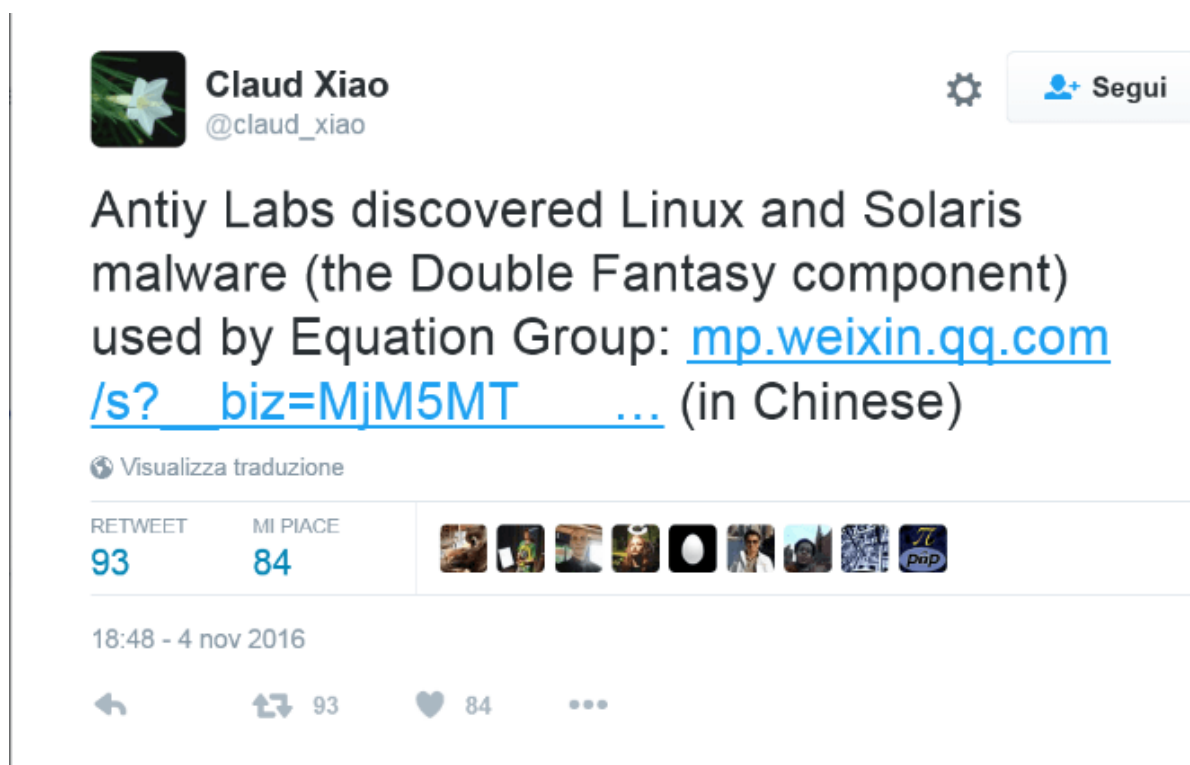 Claud Xiao
@claud_xiao
Segui
Antiy Labs discovered Linux and Solaris
malware (the Double Fantasy component)
used by Equation Group: mp.weixin.qq.com
/s?__biz=MjM5MT … (in Chinese)
Visualizza traduzione
RETWEET MI PIACE
93 84
π
php
18:48 - 4 nov 2016
93 84